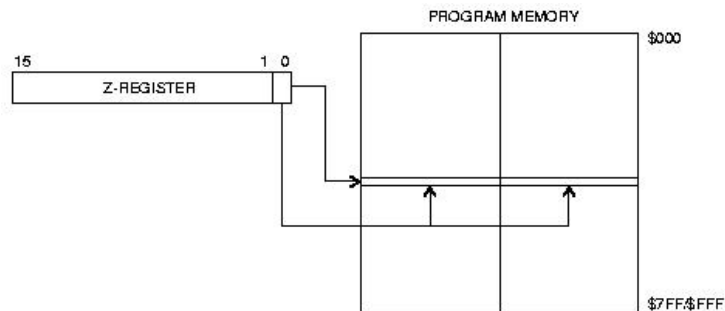 PROGRAM MEMORY
$000
15 1 0
Z-REGISTER
$7FF/$FFF